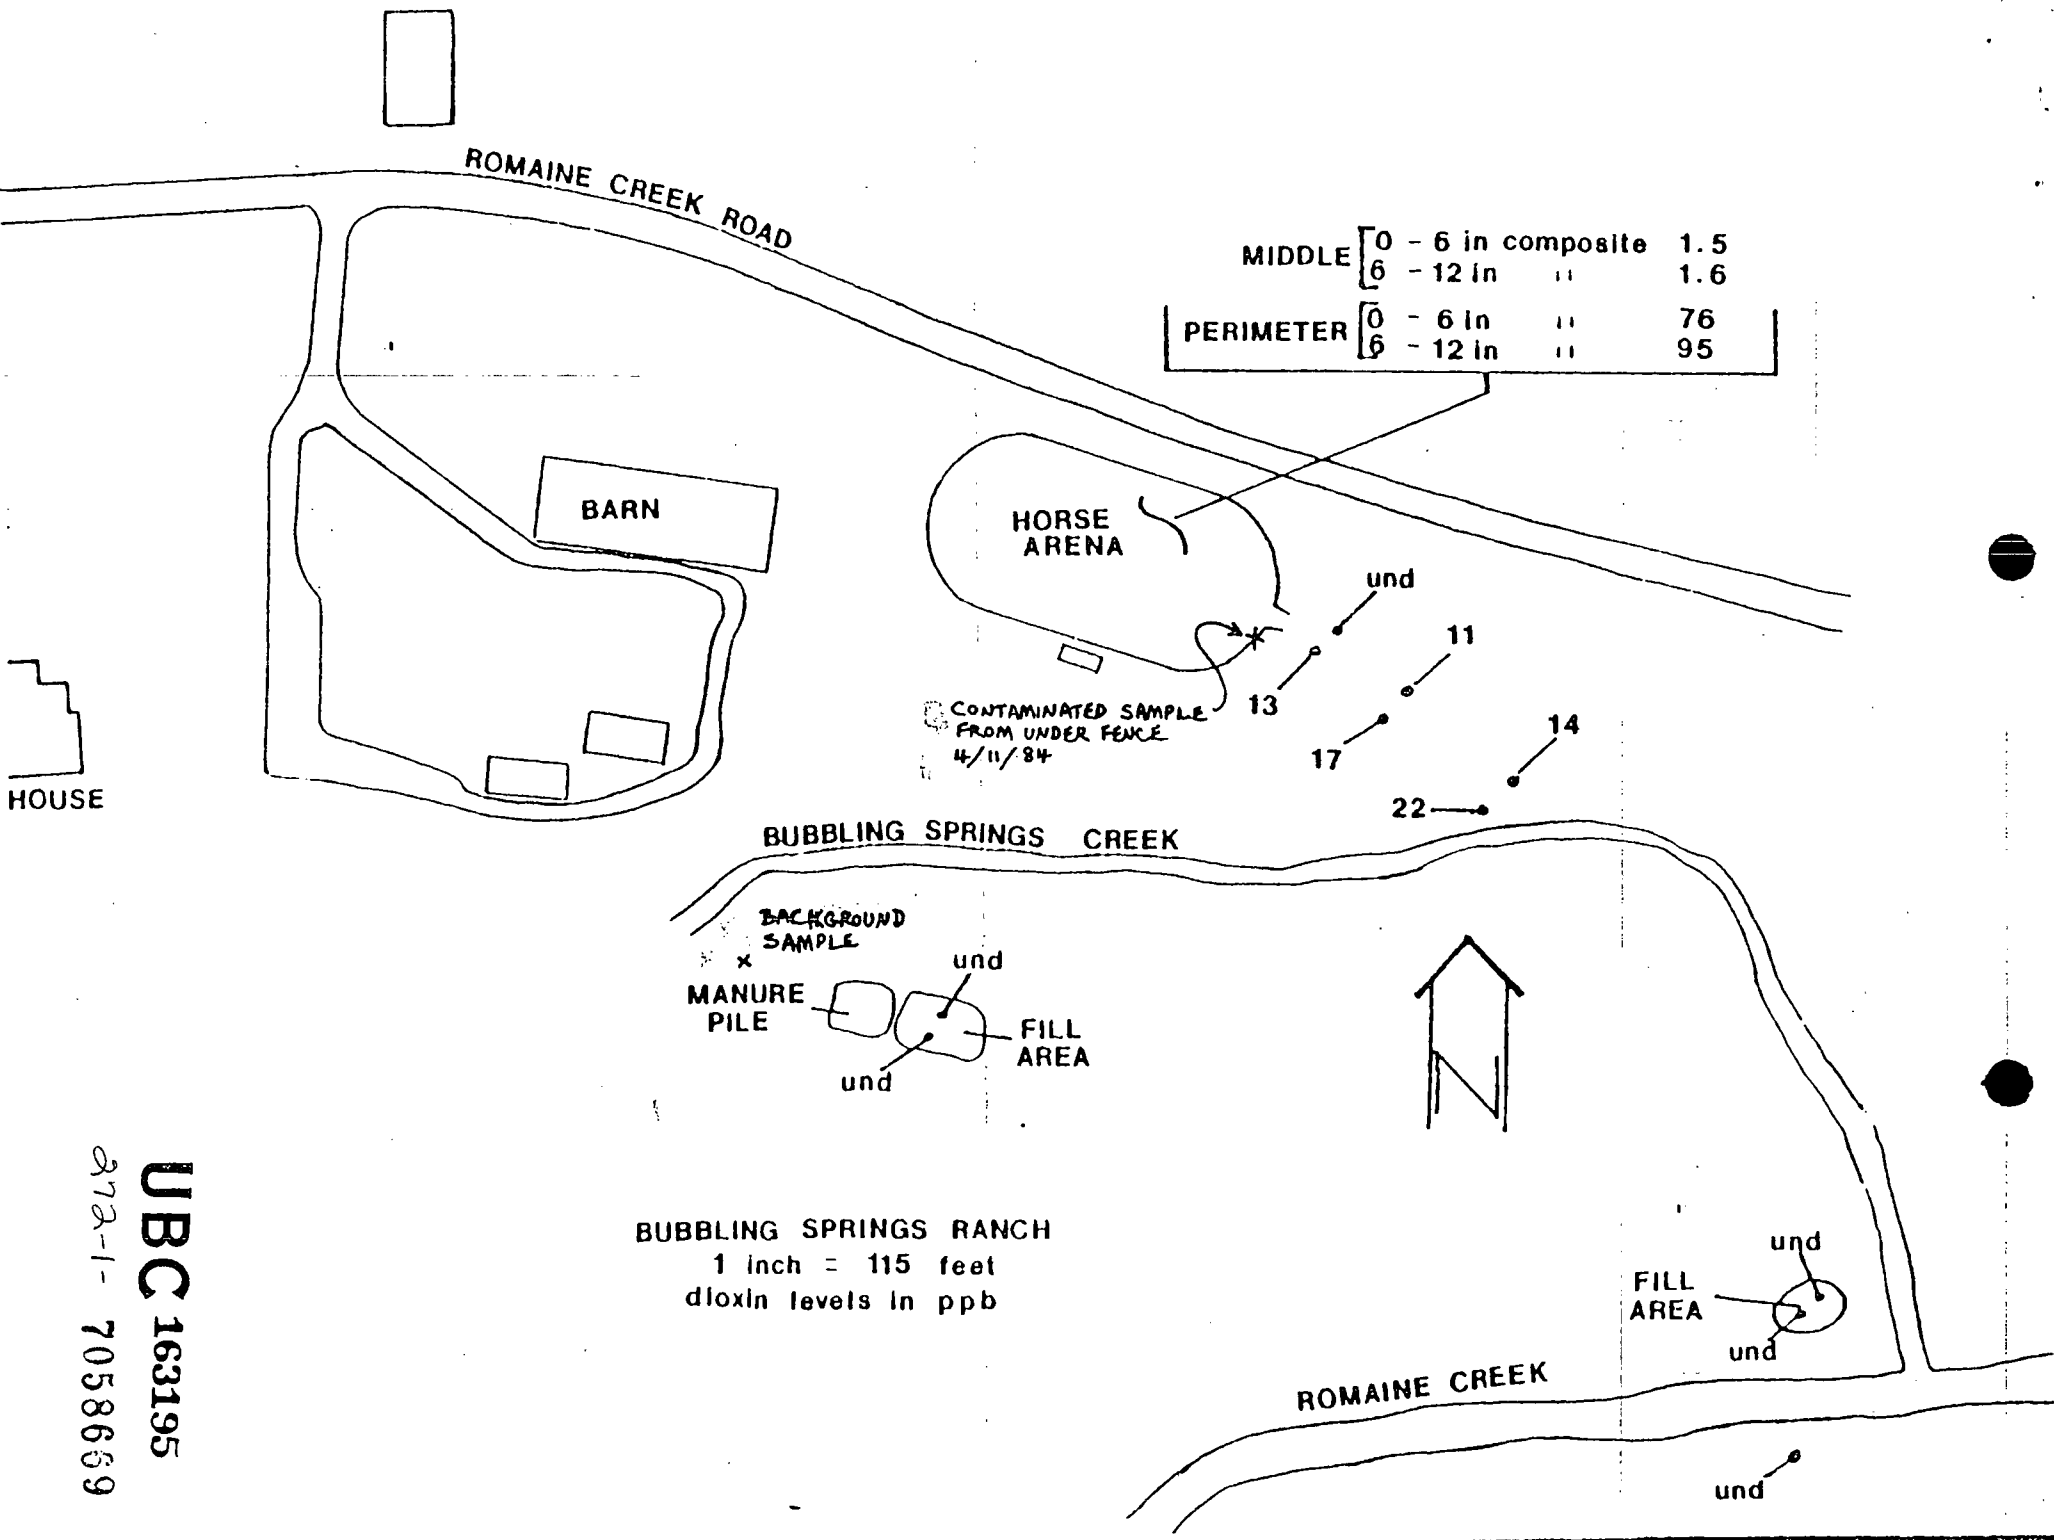 ROMAINE CREEK ROAD
MIDDLE 0 - 6 in composite 1.5
6 - 12 in " 1.6
PERIMETER 0 - 6 in " 76
6 - 12 in " 95
BARN
HORSE
ARENA
und
11
13
CONTAMINATED SAMPLE
FROM UNDER FENCE
4/11/84
17
14
22
HOUSE
BUBBLING SPRINGS CREEK
BACKGROUND
SAMPLE
x
und
MANURE
PILE
FILL
AREA
und
N
BUBBLING SPRINGS RANCH
1 inch = 115 feet
dioxin levels in ppb
und
FILL
AREA
und
ROMAINE CREEK
und
UBC 163195
272-1- 7058669